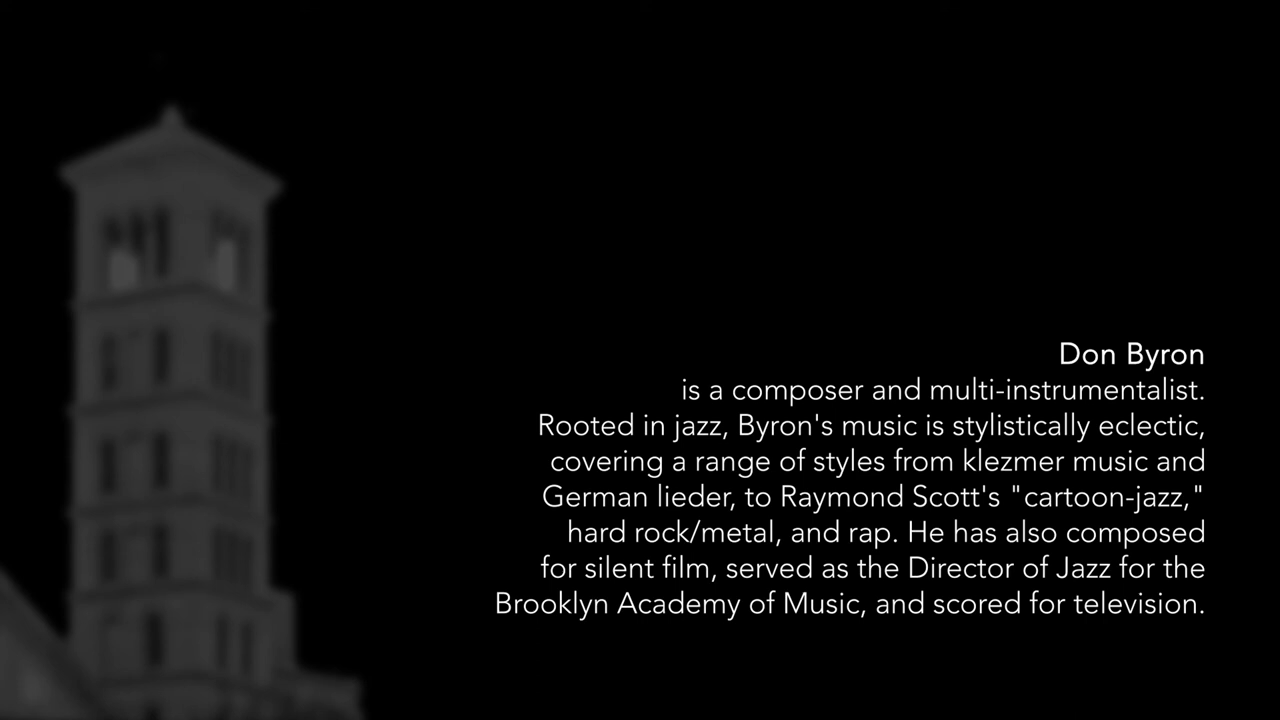 Don Byron
is a composer and multi-instrumentalist.
Rooted in jazz, Byron's music is stylistically eclectic,
covering a range of styles from klezmer music and
German lieder, to Raymond Scott's "cartoon-jazz,"
hard rock/metal, and rap. He has also composed
for silent film, served as the Director of Jazz for the
Brooklyn Academy of Music, and scored for television.